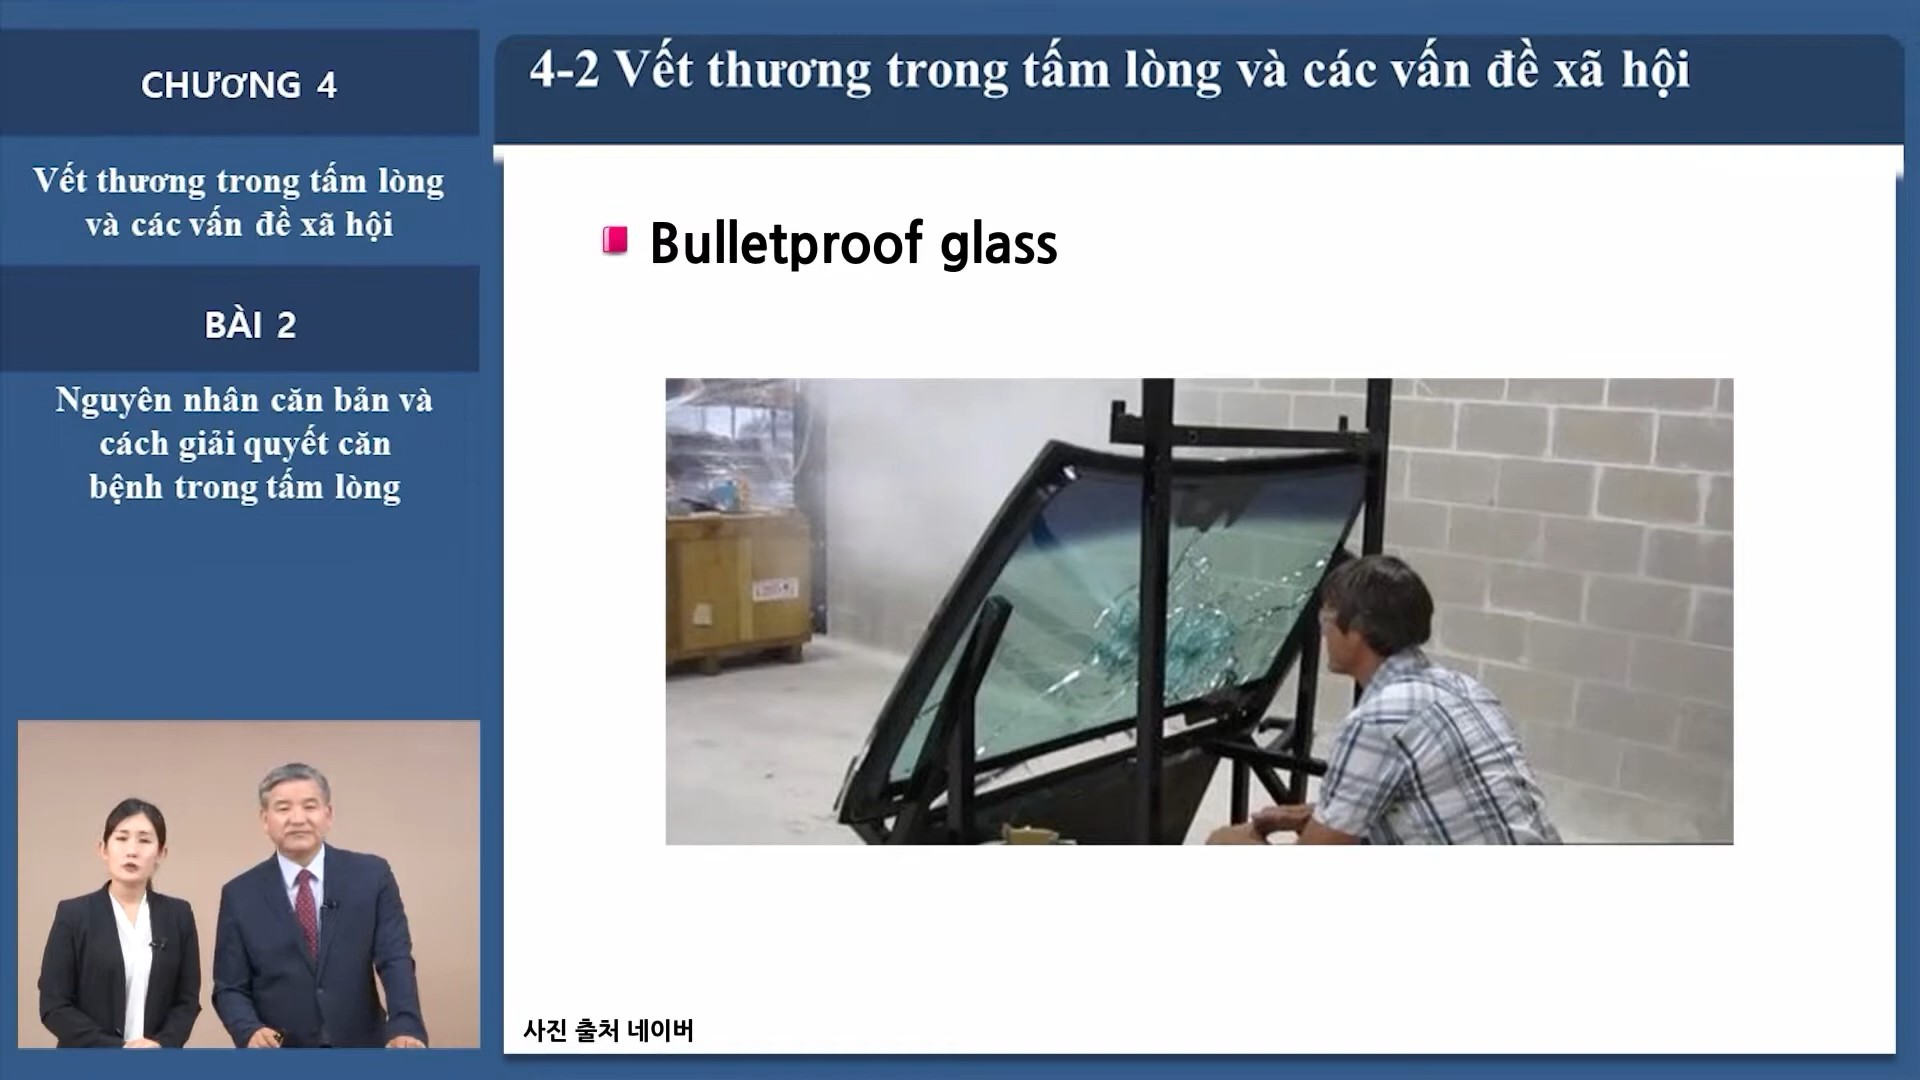 CHƯƠNG 4
Vết thương trong tấm lòng
và các vấn đề xã hội
BÀI 2
Nguyên nhân căn bản và
cách giải quyết căn
bệnh trong tấm lòng
4-2 Vết thương trong tấm lòng và các vấn đề xã hội
Bulletproof glass
사진 출처 네이버